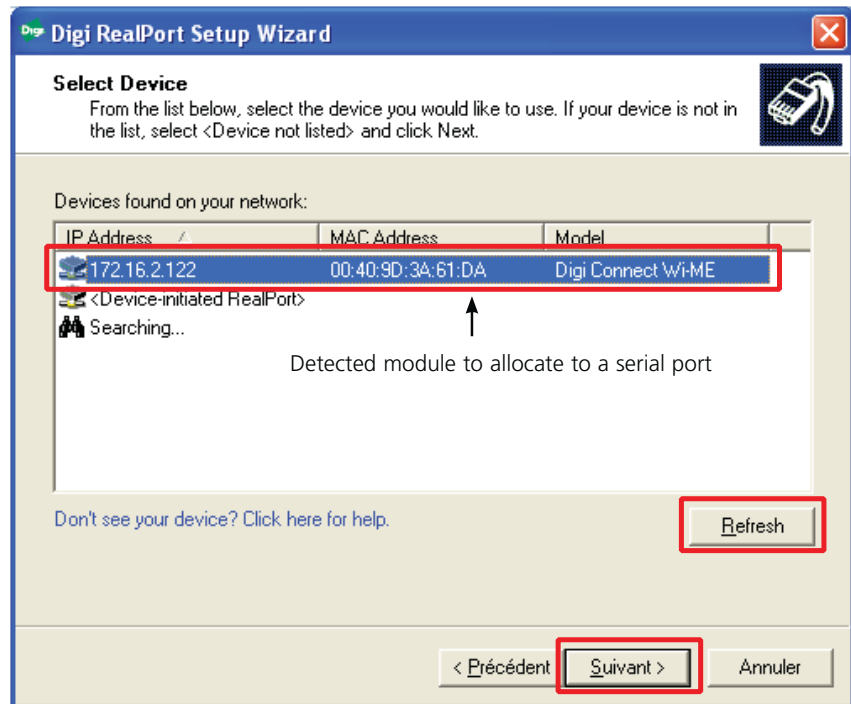 Digi Digi RealPort Setup Wizard
Select Device
From the list below, select the device you would like to use. If your device is not in
the list, select <Device not listed> and click Next.
Devices found on your network:
IP Address MAC Address Model
172.16.2.122 00:40:9D:3A:61:DA Digi Connect Wi-ME
<Device-initiated RealPort>
Searching...
Detected module to allocate to a serial port
Don't see your device? Click here for help.
Refresh
< Précédent Suivant > Annuler